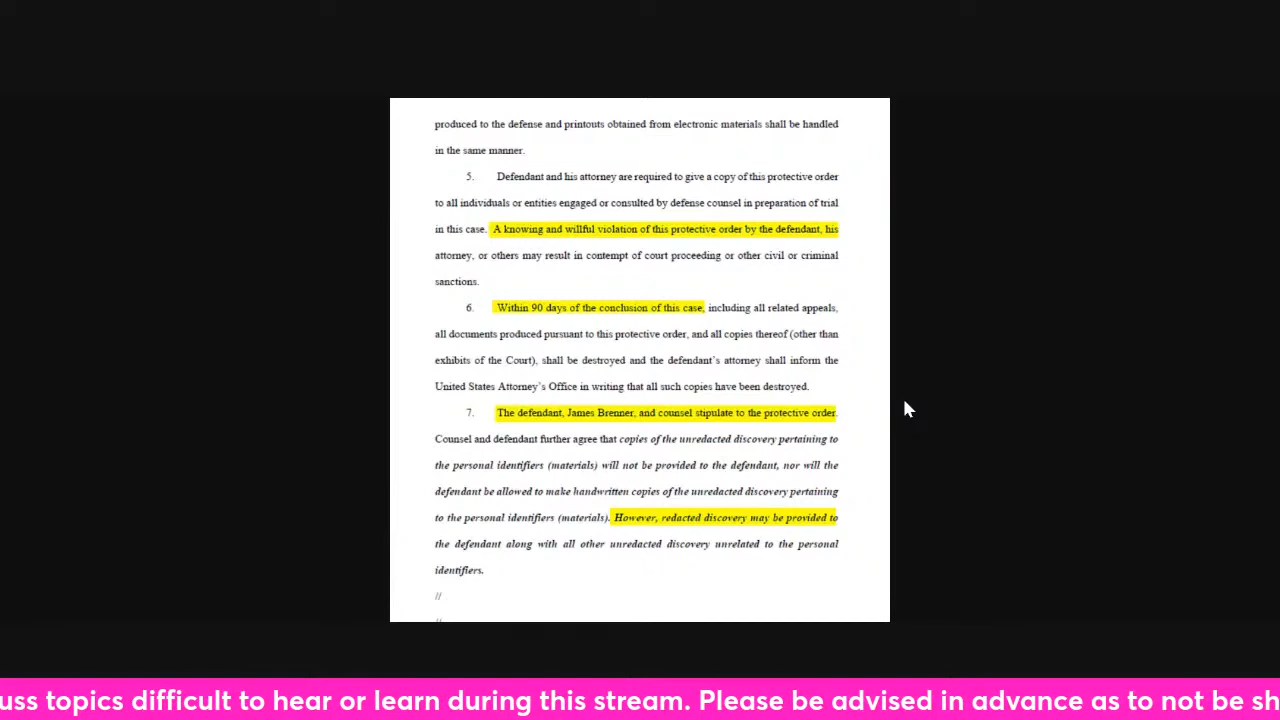 produced to the defense and printouts obtained from electronic materials shall be handled
in the same manner.
5. Defendant and his attorney are required to give a copy of this protective order
to all individuals or entities engaged or consulted by defense counsel in preparation of trial
in this case. A knowing and willful violation of this protective order by the defendant, his
attorney, or others may result in contempt of court proceeding or other civil or criminal
sanctions.
6. Within 90 days of the conclusion of this case, including all related appeals,
all documents produced pursuant to this protective order, and all copies thereof (other than
exhibits of the Court), shall be destroyed and the defendant's attorney shall inform the
United States Attorney's Office in writing that all such copies have been destroyed.
7. The defendant, James Brenner, and counsel stipulate to the protective order.
Counsel and defendant further agree that copies of the unredacted discovery pertaining to
the personal identifiers (materials) will not be provided to the defendant, nor will the
defendant be allowed to make handwritten copies of the unredacted discovery pertaining
to the personal identifiers (materials). However, redacted discovery may be provided to
the defendant along with all other unredacted discovery unrelated to the personal
identifiers.
//
//
uss topics difficult to hear or learn during this stream. Please be advised in advance as to not be sh